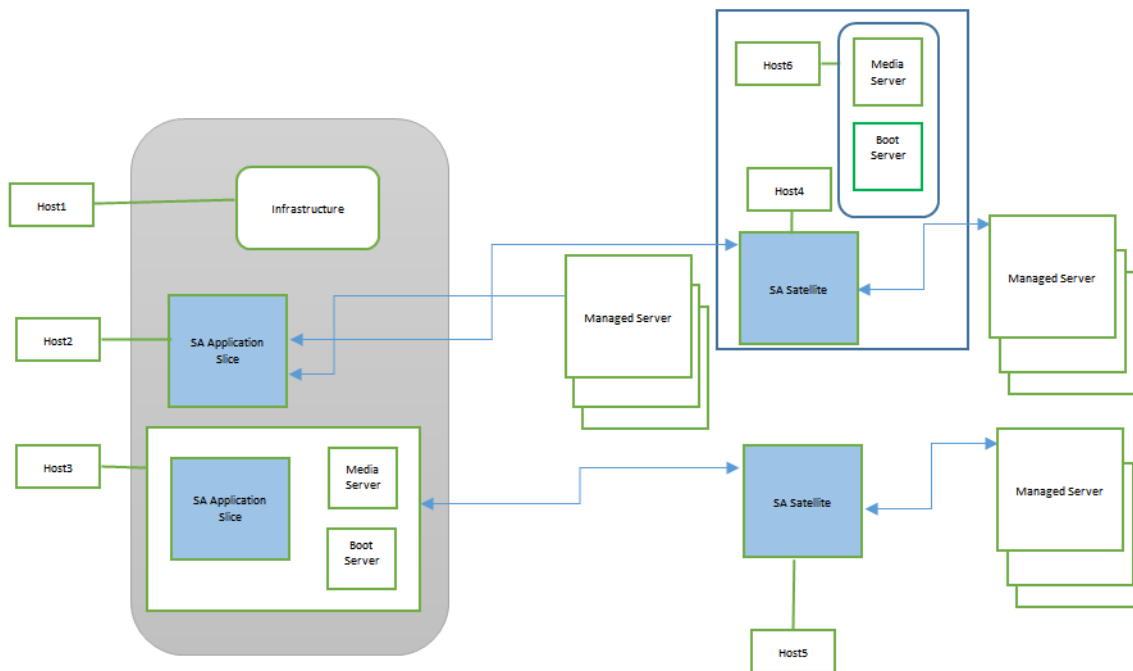 Host6
Media
Server
Boot
Server
Host4
Host1
Infrastructure
SA Satellite
Managed Server
Managed Server
Host2
SA Application
Slice
Host3
Media
Server
SA Application
Slice
Boot
Server
SA Satellite
Managed Server
Host5